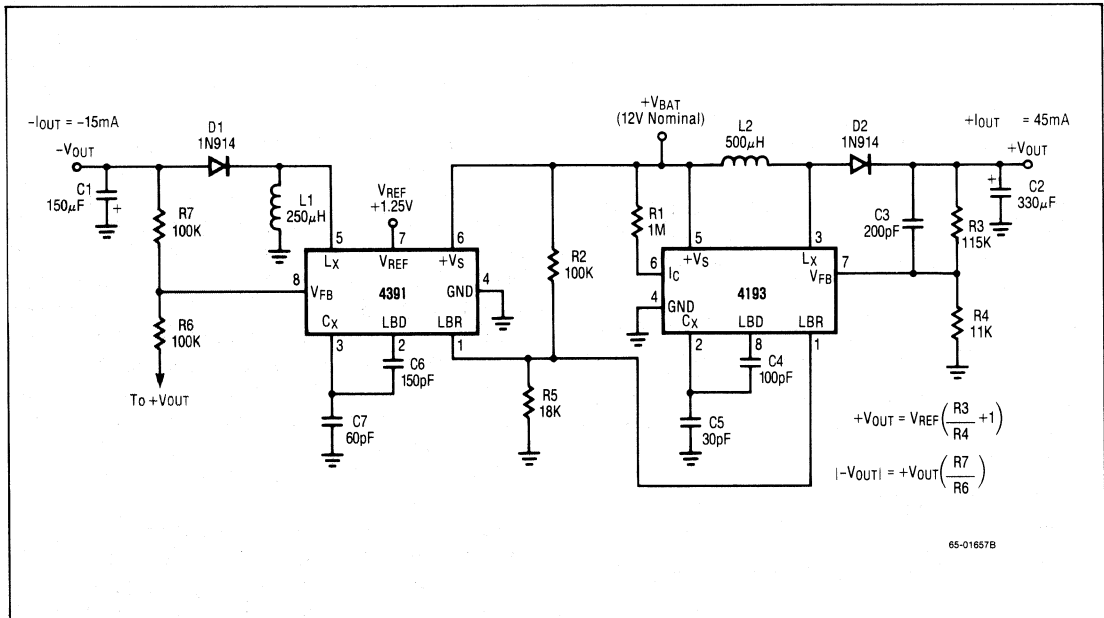 -IOUT = -15mA
-VOUT
D1
1N914
C1
150µF
+
R7
100K
L1
250µH
VREF
+1.25V
R6
100K
To +VOUT
5
7
6
LX
VREF
+VS
8
VFB
4391
GND
4
CX
LBD
LBR
3
2
1
C6
150pF
C7
60pF
R2
100K
R5
18K
+VBAT
(12V Nominal)
R1
1M
L2
500µH
D2
1N914
+IOUT = 45mA
+VOUT
C3
200pF
R3
115K
+
C2
330µF
R4
11K
5
3
+VS
LX
6
IC
VFB
7
4
GND
4193
CX
LBD
LBR
2
8
1
C4
100pF
C5
30pF
+VOUT = VREF(R3/R4 +1)
|-VOUT| = +VOUT(R7/R6)
65-01657B